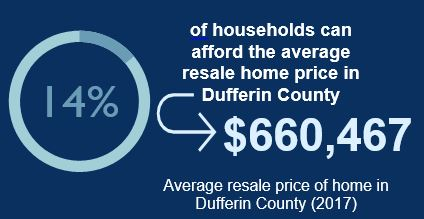 14%
of households can
afford the average
resale home price in
Dufferin County
$660,467
Average resale price of home in
Dufferin County (2017)